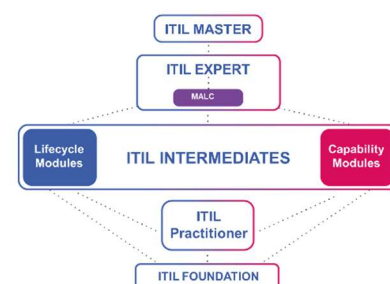 ITIL MASTER
ITIL EXPERT
MALC
Lifecycle
Modules
ITIL INTERMEDIATES
Capability
Modules
ITIL
Practitioner
ITIL FOUNDATION